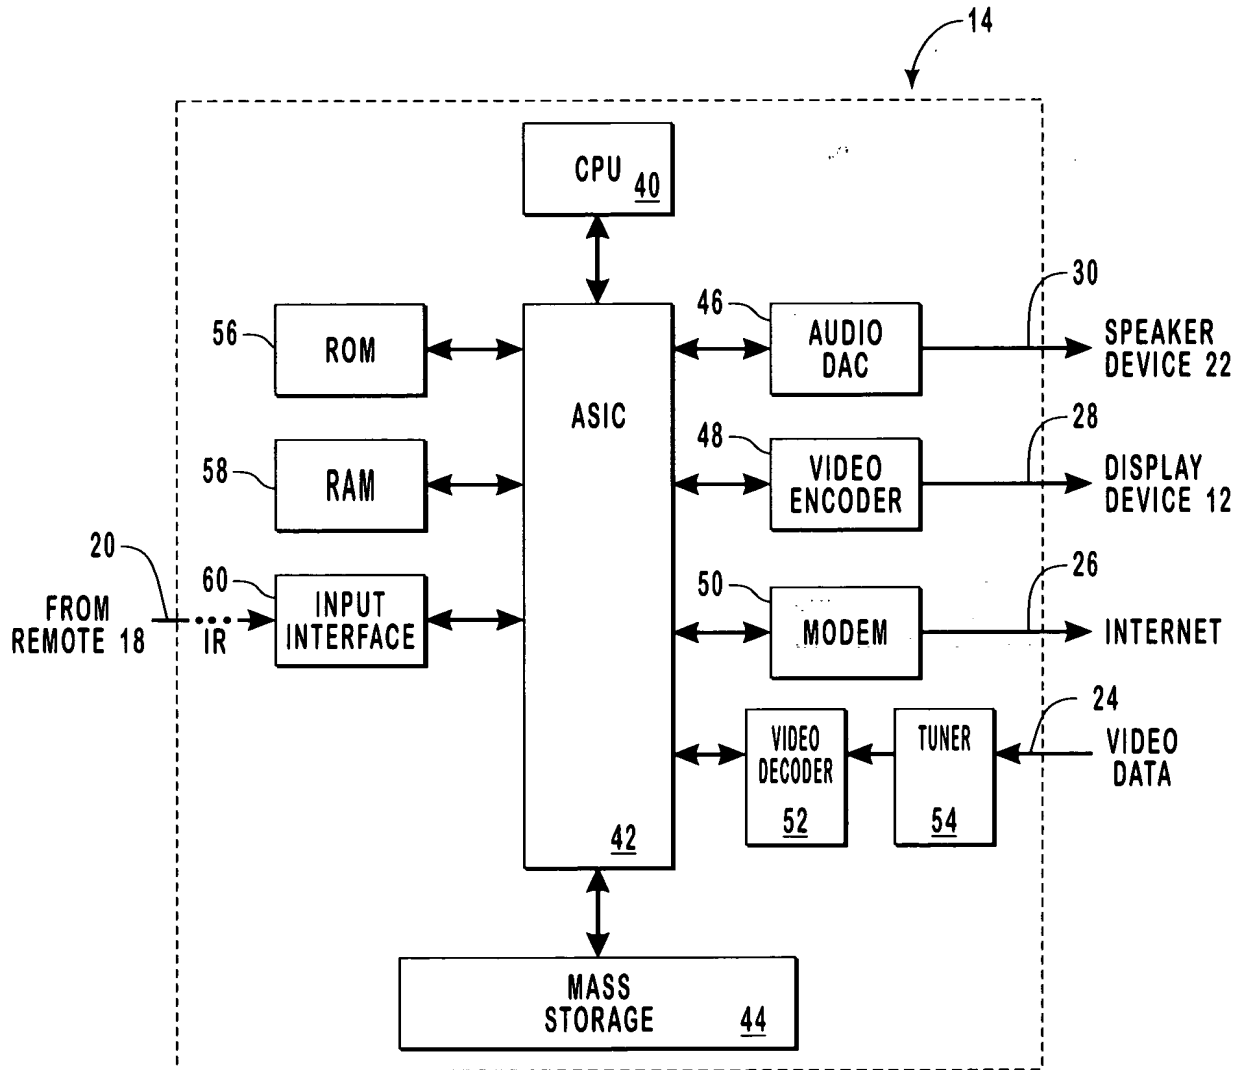 14
CPU
40
30
46
AUDIO
DAC
SPEAKER
DEVICE 22
56
ROM
ASIC
28
48
VIDEO
ENCODER
DISPLAY
DEVICE 12
58
RAM
20
60
INPUT
INTERFACE
FROM
REMOTE 18
IR
26
50
MODEM
INTERNET
24
VIDEO
DECODER
52
TUNER
54
VIDEO
DATA
42
MASS
STORAGE
44